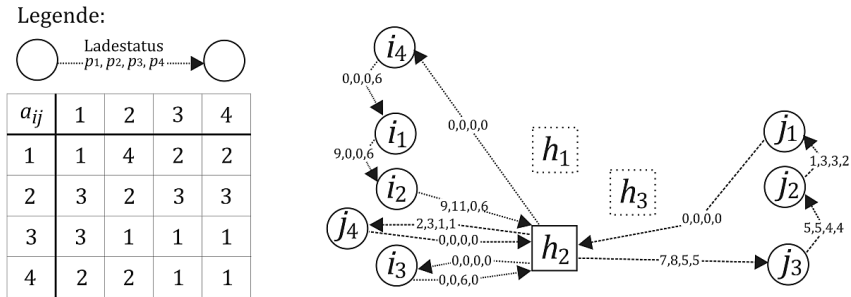 Legende:
Ladestatus
p1, p2, p3, p4
aij 1 2 3 4
1 1 4 2 2
2 3 2 3 3
3 3 1 1 1
4 2 2 1 1
i4
0,0,0,6
0,0,0,0
i1
9,0,0,6
i2
9,11,0,6
h1
h3
j1
1,3,3,2
j2
0,0,0,0
5,5,4,4
j4
2,3,1,1
0,0,0,0
h2
i3
0,0,0,0
0,0,6,0
7,8,5,5
j3